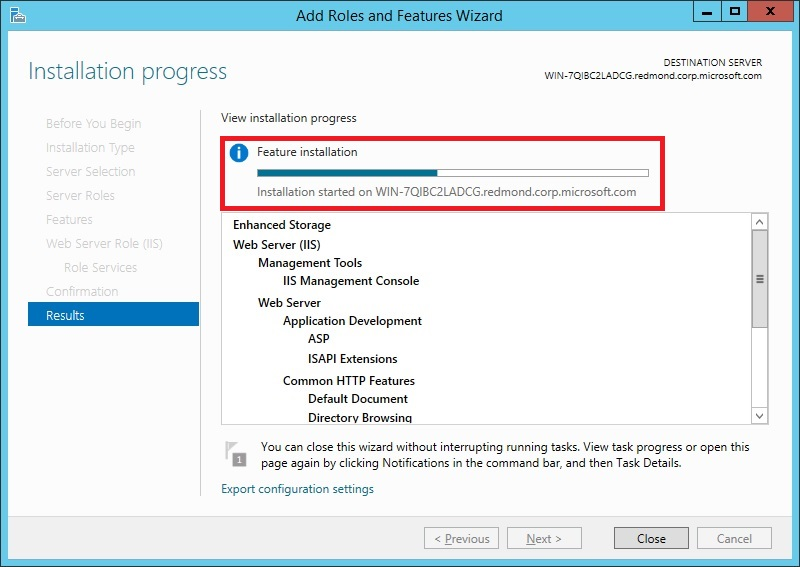 Add Roles and Features Wizard
Installation progress
DESTINATION SERVER
WIN-7QIBC2LADCG.redmond.corp.microsoft.com
Before You Begin
Installation Type
Server Selection
Server Roles
Features
Web Server Role (IIS)
Role Services
Confirmation
Results
View installation progress
Feature installation
Installation started on WIN-7QIBC2LADCG.redmond.corp.microsoft.com
Enhanced Storage
Web Server (IIS)
Management Tools
IIS Management Console
Web Server
Application Development
ASP
ISAPI Extensions
Common HTTP Features
Default Document
Directory Browsing
1
You can close this wizard without interrupting running tasks. View task progress or open this
page again by clicking Notifications in the command bar, and then Task Details.
Export configuration settings
< Previous
Next >
Close
Cancel